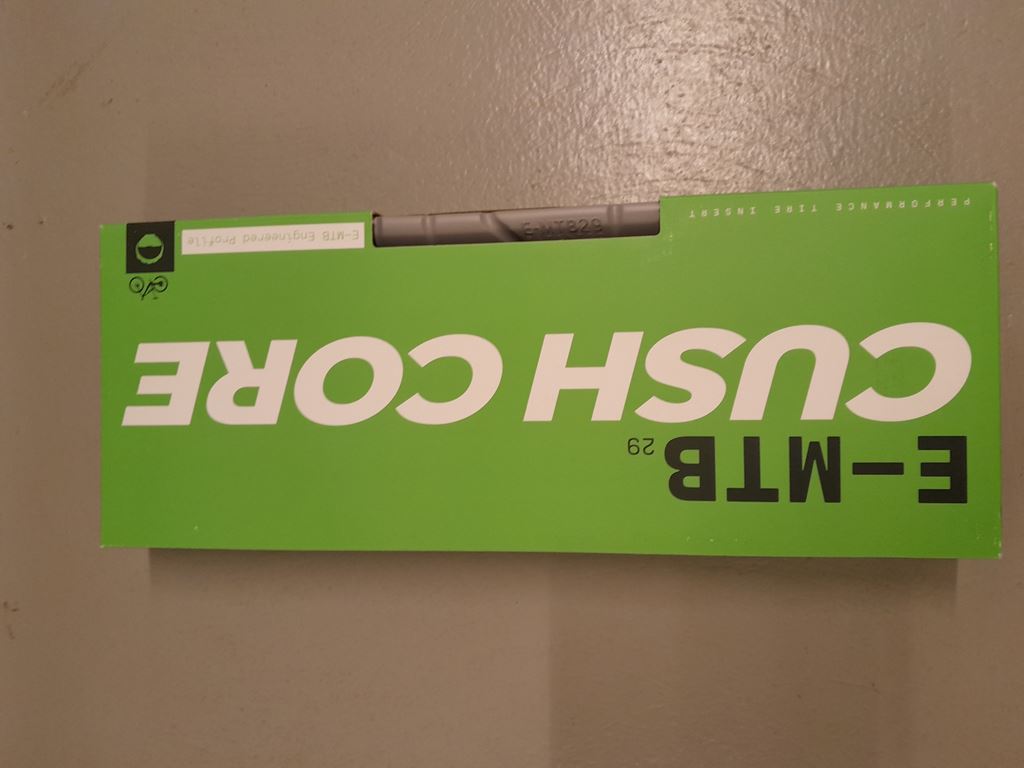 E-MTB 29
CUSH CORE
E-MTB Engineered Profile
E-MTB29
PERFORMANCE TIRE INSERT